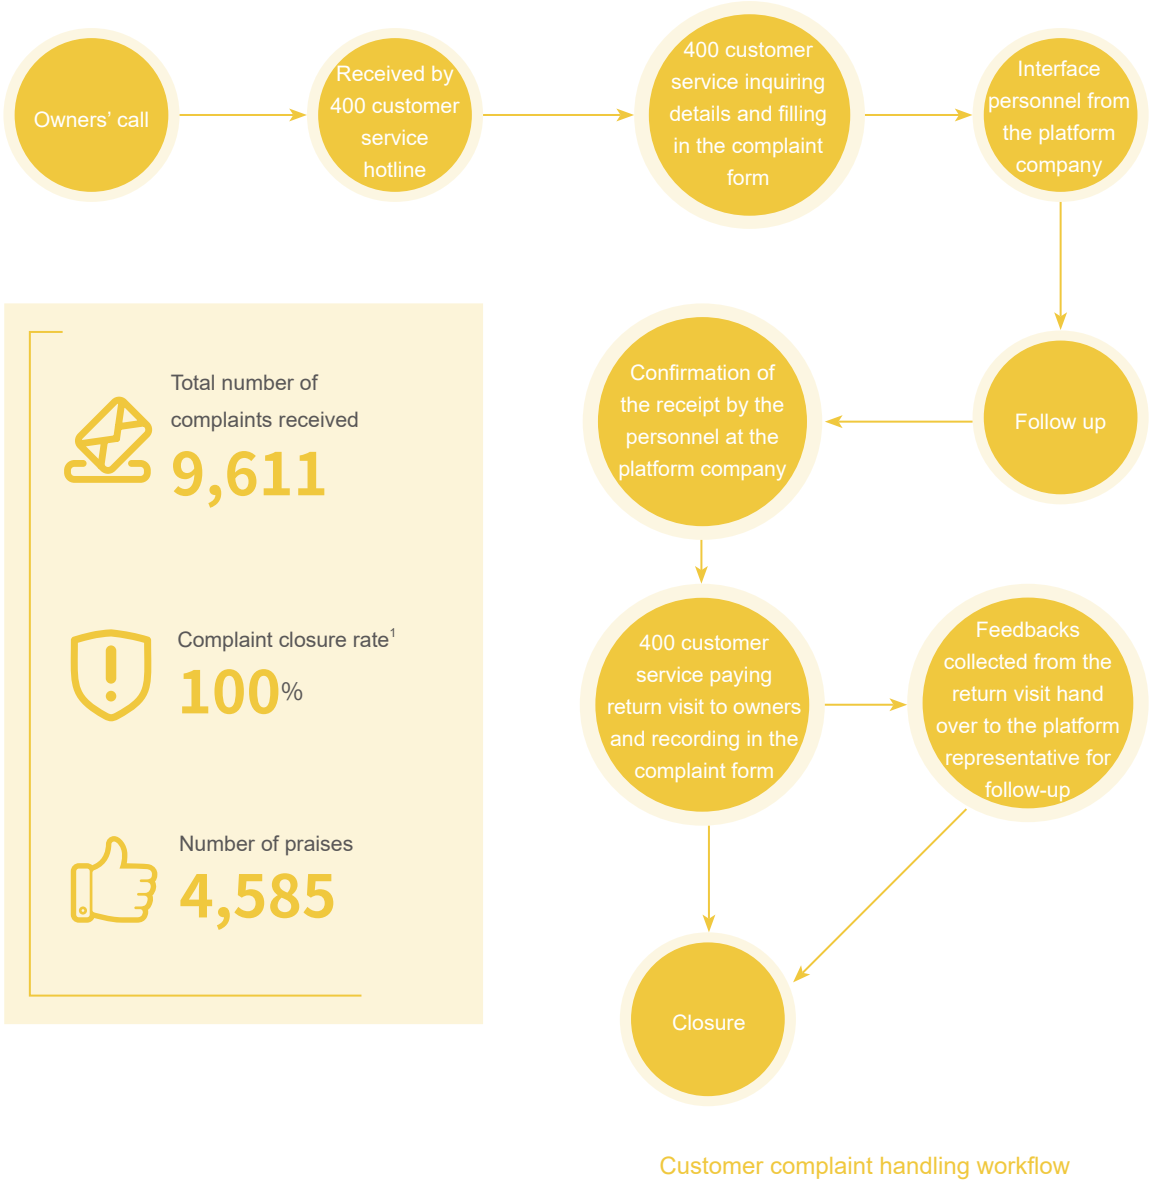 Owners’ call
Received by
400 customer
service
hotline
400 customer
service inquiring
details and filling
in the complaint
form
Interface
personnel from
the platform
company
Follow up
Confirmation of
the receipt by the
personnel at the
platform company
400 customer
service paying
return visit to owners
and recording in the
complaint form
Feedbacks
collected from the
return visit hand
over to the platform
representative for
follow-up
Closure
Total number of
complaints received
9,611
Complaint closure rate1
100%
Number of praises
4,585
Customer complaint handling workflow